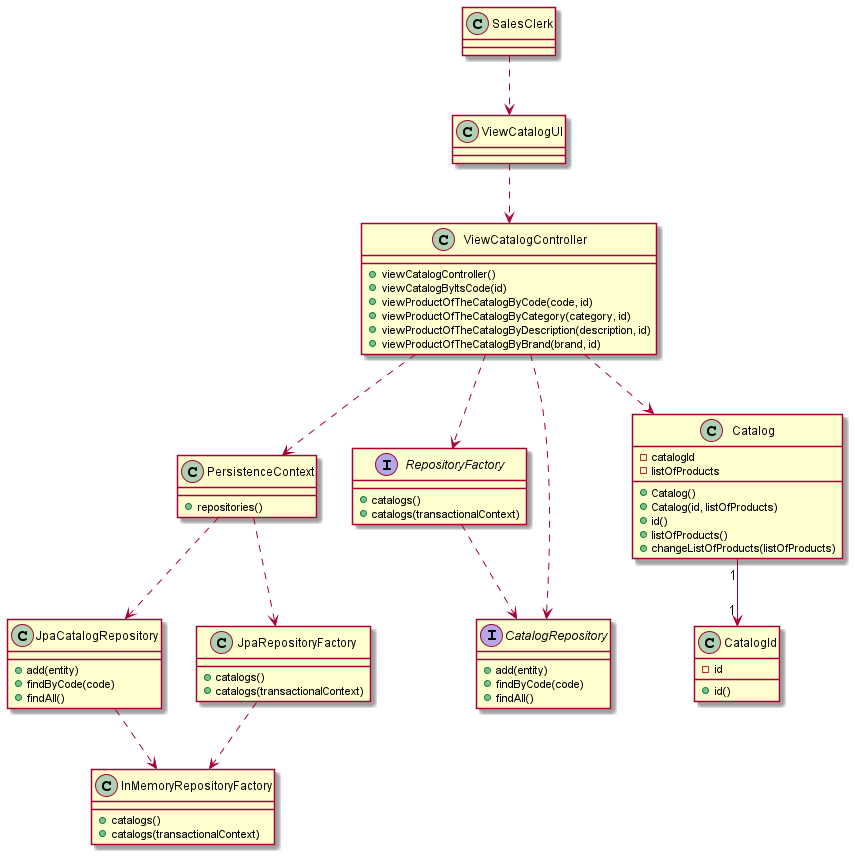 C SalesClerk
C ViewCatalogUI
C ViewCatalogController
viewCatalogController()
viewCatalogByItsCode(id)
viewProductOfTheCatalogByCode(code, id)
viewProductOfTheCatalogByCategory(category, id)
viewProductOfTheCatalogByDescription(description, id)
viewProductOfTheCatalogByBrand(brand, id)
C PersistenceContext
repositories()
I RepositoryFactory
catalogs()
catalogs(transactionalContext)
C Catalog
catalogId
listOfProducts
Catalog()
Catalog(id, listOfProducts)
id()
listOfProducts()
changeListOfProducts(listOfProducts)
1
1
C JpaCatalogRepository
add(entity)
findByCode(code)
findAll()
C JpaRepositoryFactory
catalogs()
catalogs(transactionalContext)
I CatalogRepository
add(entity)
findByCode(code)
findAll()
C CatalogId
id
id()
C InMemoryRepositoryFactory
catalogs()
catalogs(transactionalContext)